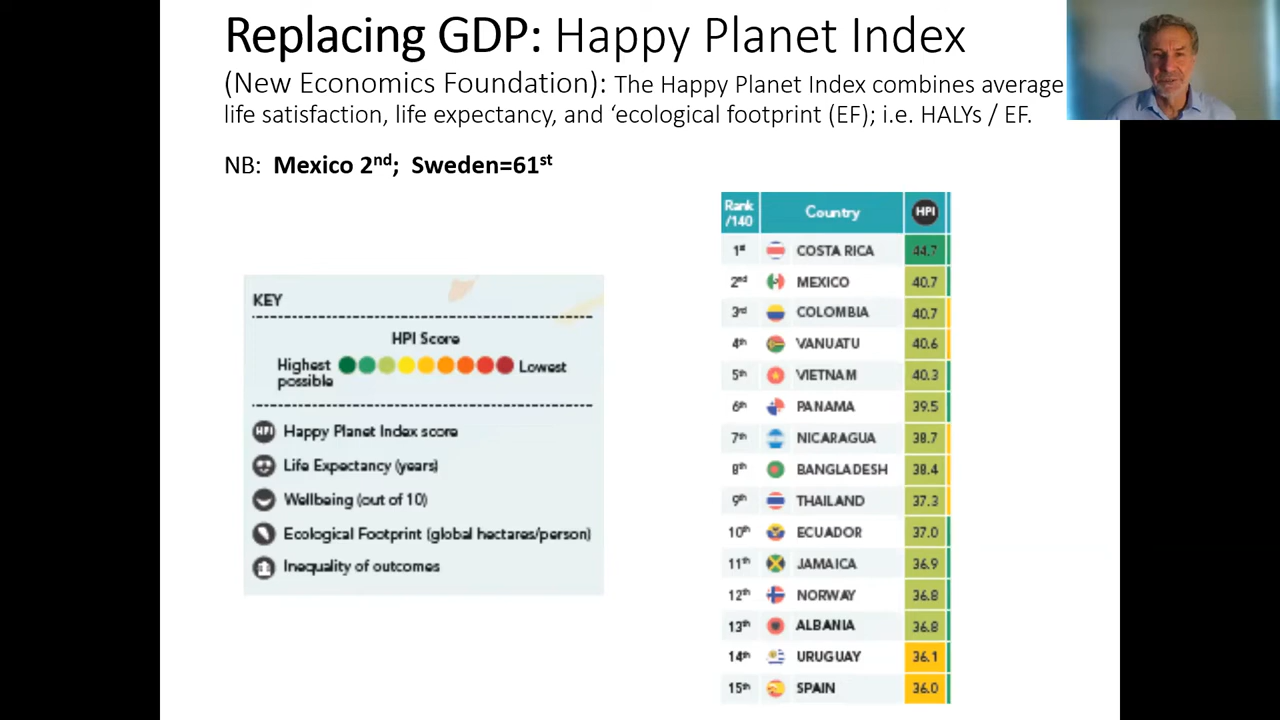 Replacing GDP: Happy Planet Index
(New Economics Foundation): The Happy Planet Index combines average
life satisfaction, life expectancy, and ‘ecological footprint (EF); i.e. HALYs / EF.
NB: Mexico 2nd; Sweden=61st
KEY
HPI Score
Highest possible Lowest
HPI Happy Planet Index score
Life Expectancy (years)
Wellbeing (out of 10)
Ecological Footprint (global hectares/person)
Inequality of outcomes
Rank /140 Country HPI
1st COSTA RICA 44.7
2nd MEXICO 40.7
3rd COLOMBIA 40.7
4th VANUATU 40.6
5th VIETNAM 40.3
6th PANAMA 39.5
7th NICARAGUA 38.7
8th BANGLADESH 38.4
9th THAILAND 37.3
10th ECUADOR 37.0
11th JAMAICA 36.9
12th NORWAY 36.8
13th ALBANIA 36.8
14th URUGUAY 36.1
15th SPAIN 36.0